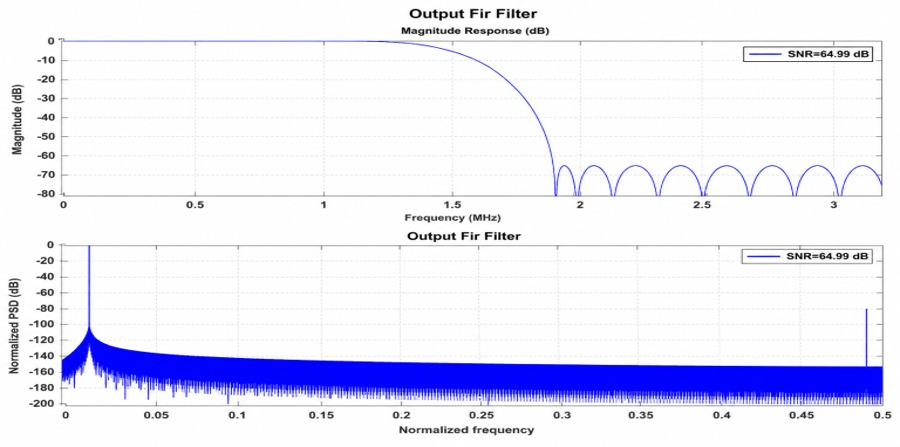 Output Fir Filter
Magnitude Response (dB)
SNR=64.99 dB
Magnitude (dB)
0
-10
-20
-30
-40
-50
-60
-70
-80
0 0.5 1 1.5 2 2.5 3
Frequency (MHz)
Output Fir Filter
SNR=64.99 dB
Normalized PSD (dB)
0
-20
-40
-60
-80
-100
-120
-140
-160
-180
-200
0 0.05 0.1 0.15 0.2 0.25 0.3 0.35 0.4 0.45 0.5
Normalized frequency